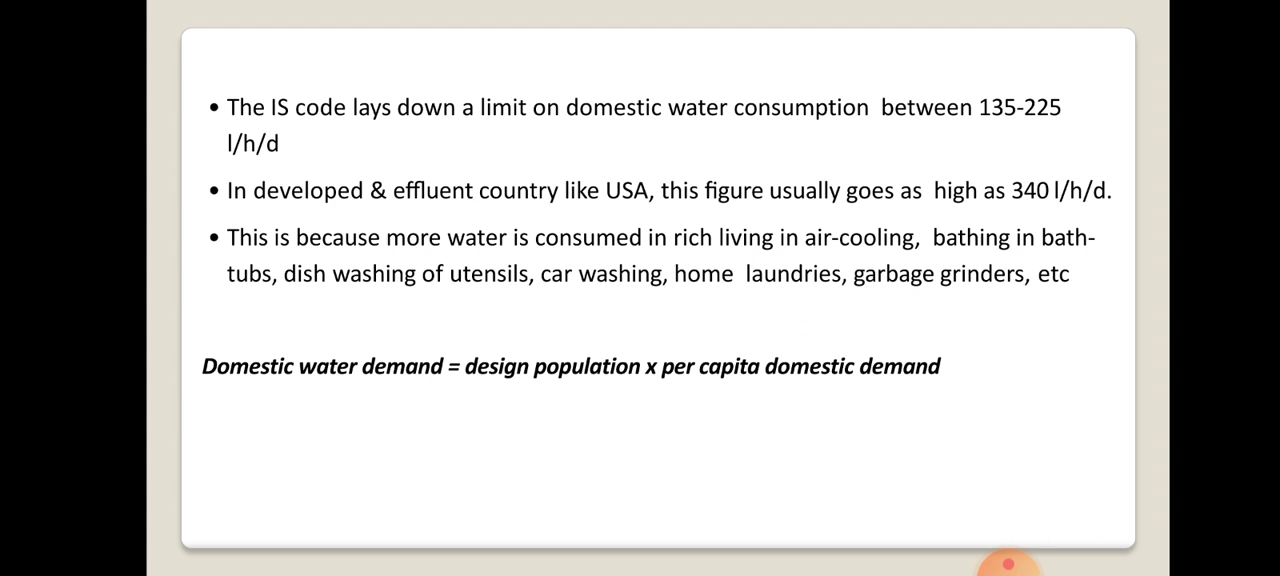 • The IS code lays down a limit on domestic water consumption between 135-225
l/h/d
• In developed & effluent country like USA, this figure usually goes as high as 340 l/h/d.
• This is because more water is consumed in rich living in air-cooling, bathing in bath-
tubs, dish washing of utensils, car washing, home laundries, garbage grinders, etc
Domestic water demand = design population x per capita domestic demand